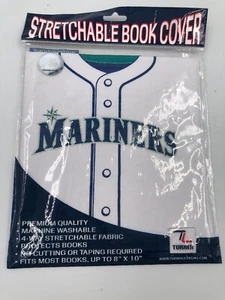 STRETCHABLE BOOK COVER
MARINERS
• PREMIUM QUALITY
• MACHINE WASHABLE
• 4-WAY STRETCHABLE FABRIC
• PROTECTS BOOKS
• NO CUTTING OR TAPING REQUIRED
• FITS MOST BOOKS, UP TO 8" X 10"
TURNER